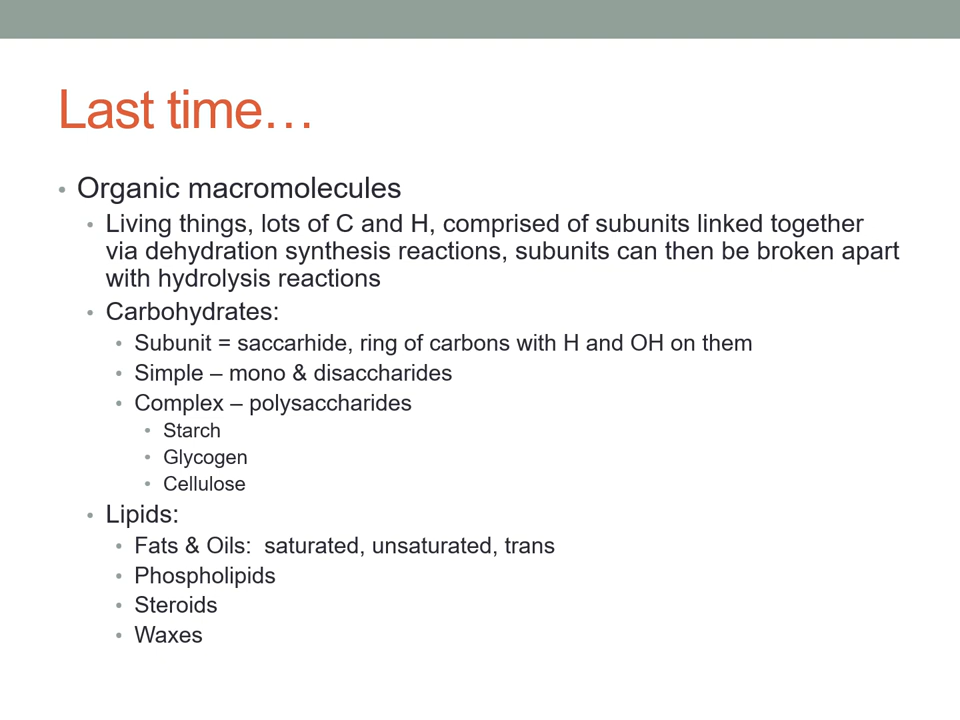 Last time…
• Organic macromolecules
• Living things, lots of C and H, comprised of subunits linked together
via dehydration synthesis reactions, subunits can then be broken apart
with hydrolysis reactions
• Carbohydrates:
• Subunit = saccarhide, ring of carbons with H and OH on them
• Simple – mono & disaccharides
• Complex – polysaccharides
• Starch
• Glycogen
• Cellulose
• Lipids:
• Fats & Oils:  saturated, unsaturated, trans
• Phospholipids
• Steroids
• Waxes